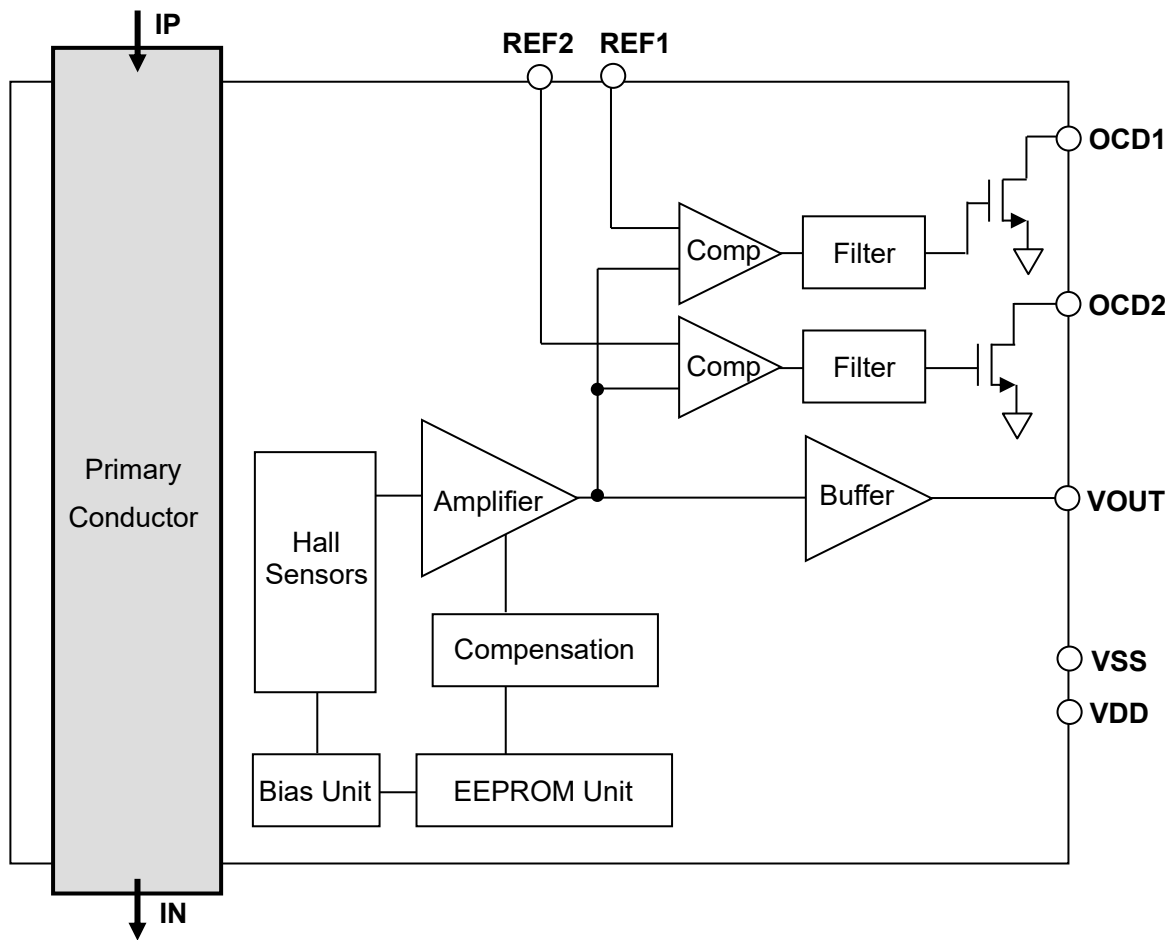 IP
REF2
REF1
OCD1
Comp
Filter
OCD2
Comp
Filter
Primary
Conductor
Hall
Sensors
Amplifier
Buffer
VOUT
Compensation
VSS
VDD
Bias Unit
EEPROM Unit
IN